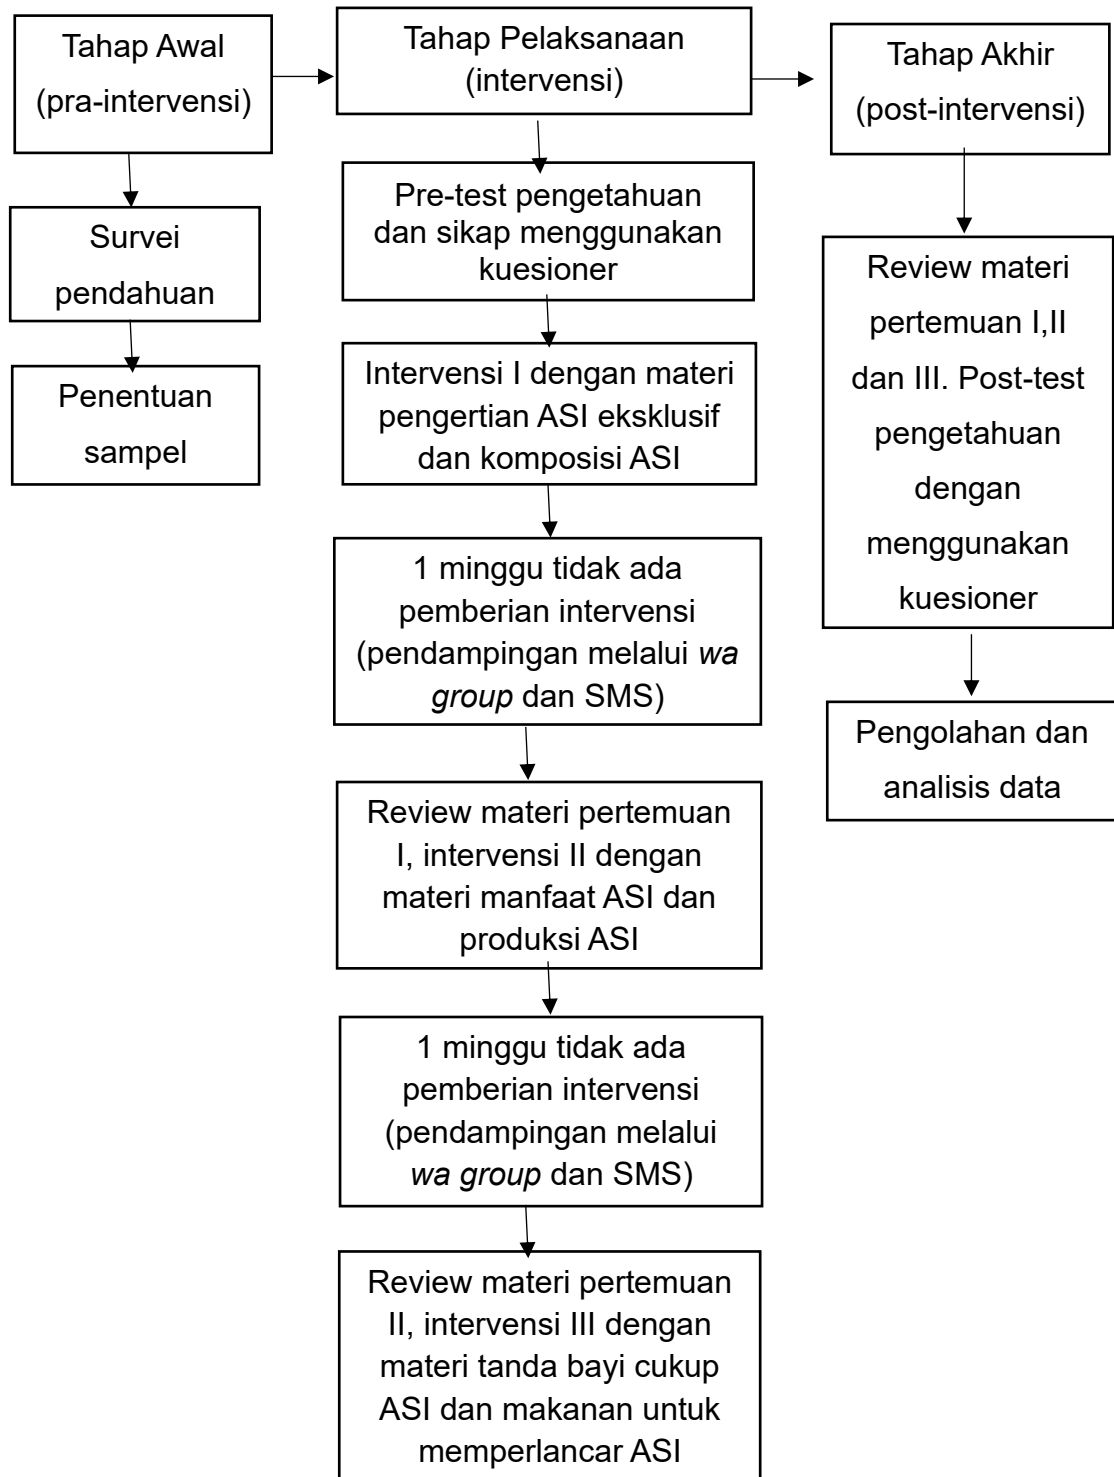 Tahap Awal
(pra-intervensi)
Survei
pendahuan
Penentuan
sampel
Tahap Pelaksanaan
(intervensi)
Pre-test pengetahuan
dan sikap menggunakan
kuesioner
Intervensi I dengan materi
pengertian ASI eksklusif
dan komposisi ASI
1 minggu tidak ada
pemberian intervensi
(pendampingan melalui wa
group dan SMS)
Review materi pertemuan
I, intervensi II dengan
materi manfaat ASI dan
produksi ASI
1 minggu tidak ada
pemberian intervensi
(pendampingan melalui
wa group dan SMS)
Review materi pertemuan
II, intervensi III dengan
materi tanda bayi cukup
ASI dan makanan untuk
memperlancar ASI
Tahap Akhir
(post-intervensi)
Review materi
pertemuan I,II
dan III. Post-test
pengetahuan
dengan
menggunakan
kuesioner
Pengolahan dan
analisis data